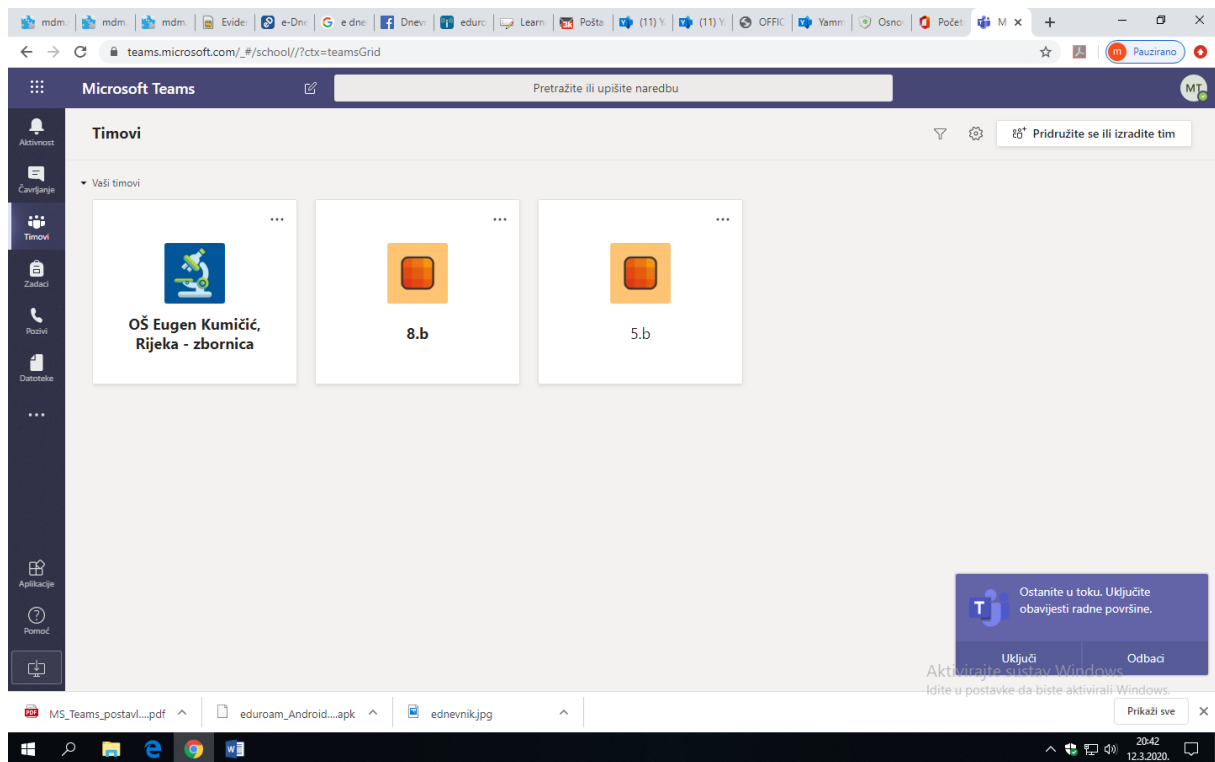 mdm. mdm. mdm. Evide e-Dne e dne Dnev eduro Learn Pošta (11) Y. (11) Y. OFFIC Yamm Osno Počet M
teams.microsoft.com/_#/school//?ctx=teamsGrid
m Pauzirano
Microsoft Teams
Pretražite ili upišite naredbu
MT
Aktivnost
Čavrljanje
Timovi
Zadaci
Pozivi
Datoteke
Aplikacije
Pomoć
Timovi
Pridružite se ili izradite tim
Vaši timovi
OŠ Eugen Kumičić,
Rijeka - zbornica
8.b
5.b
Ostanite u toku. Uključite
obavijesti radne površine.
Uključi Odbaci
Aktivirajte sustav Windows
Idite u postavke da biste aktivirali Windows.
MS_Teams_postavl....pdf eduroam_Android....apk ednevnik.jpg Prikaži sve
20:42
12.3.2020.